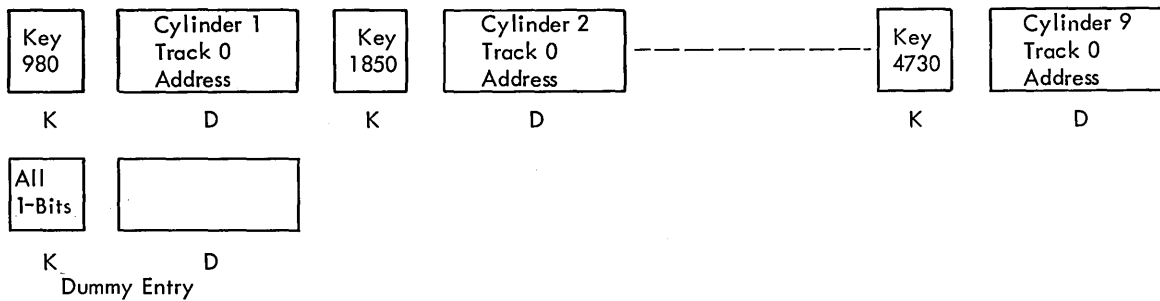 Key
980
Cylinder 1
Track 0
Address
Key
1850
Cylinder 2
Track 0
Address
Key
4730
Cylinder 9
Track 0
Address
K
D
K
D
K
D
All
1-Bits
K
D
Dummy Entry